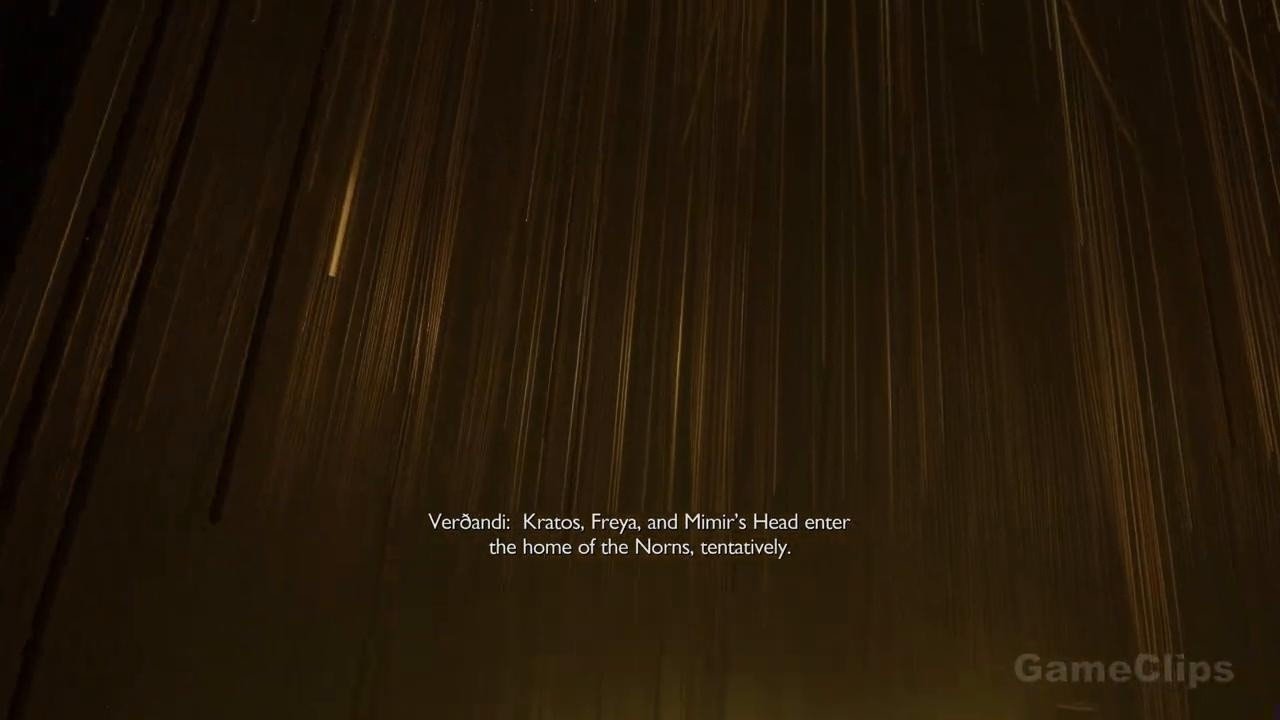 Verðandi:  Kratos, Freya, and Mimir’s Head enter
the home of the Norns, tentatively.
GameClips